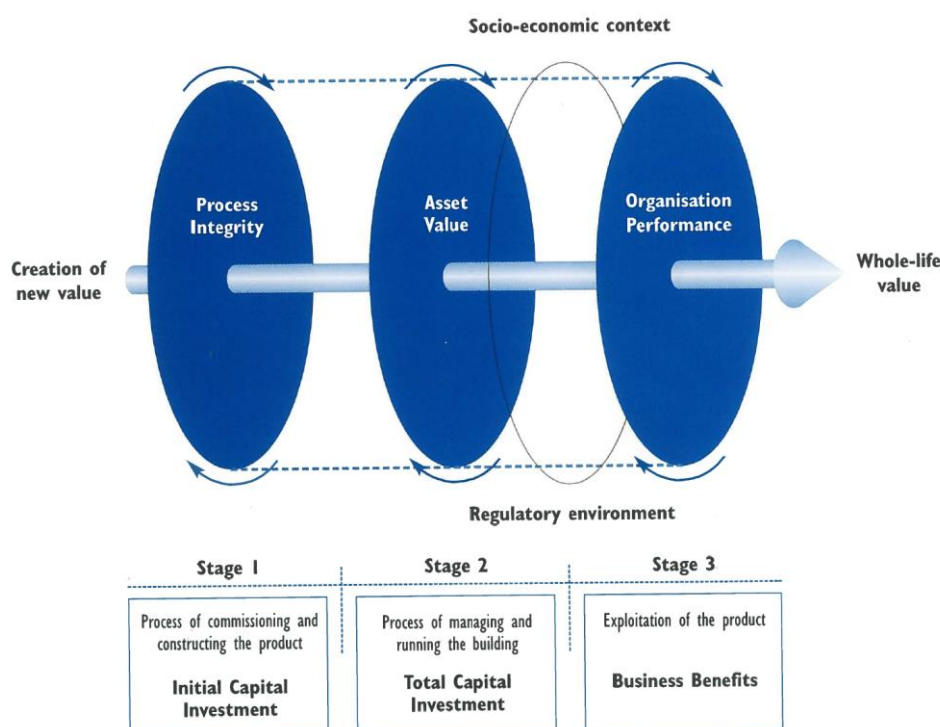 Socio-economic context
Process
Integrity
Asset
Value
Organisation
Performance
Creation of
new value
Whole-life
value
Regulatory environment
Stage 1
Stage 2
Stage 3
Process of commissioning and
constructing the product
Initial Capital
Investment
Process of managing and
running the building
Total Capital
Investment
Exploitation of the product
Business Benefits